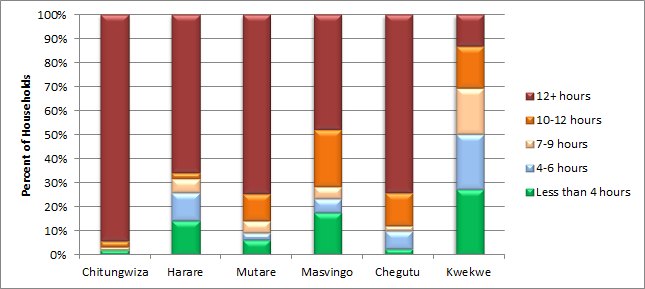 100%
90%
80%
70%
60%
50%
40%
30%
20%
10%
0%
Percent of Households
Chitungwiza Harare Mutare Masvingo Chegutu Kwekwe
12+ hours
10-12 hours
7-9 hours
4-6 hours
Less than 4 hours